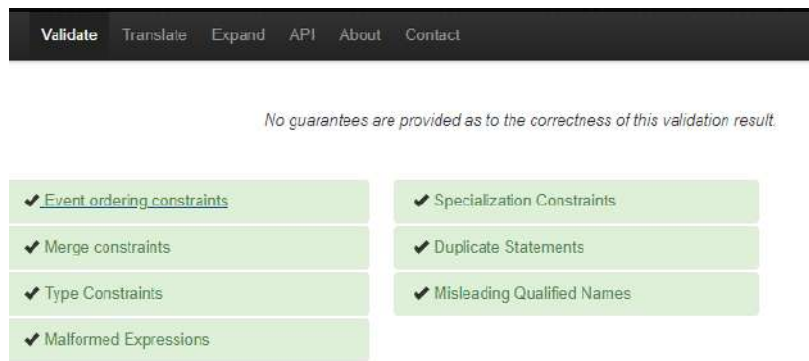 Validate Translate Expand API About Contact
No guarantees are provided as to the correctness of this validation result.
Event ordering constraints
Specialization Constraints
Merge constraints
Duplicate Statements
Type Constraints
Misleading Qualified Names
Malformed Expressions